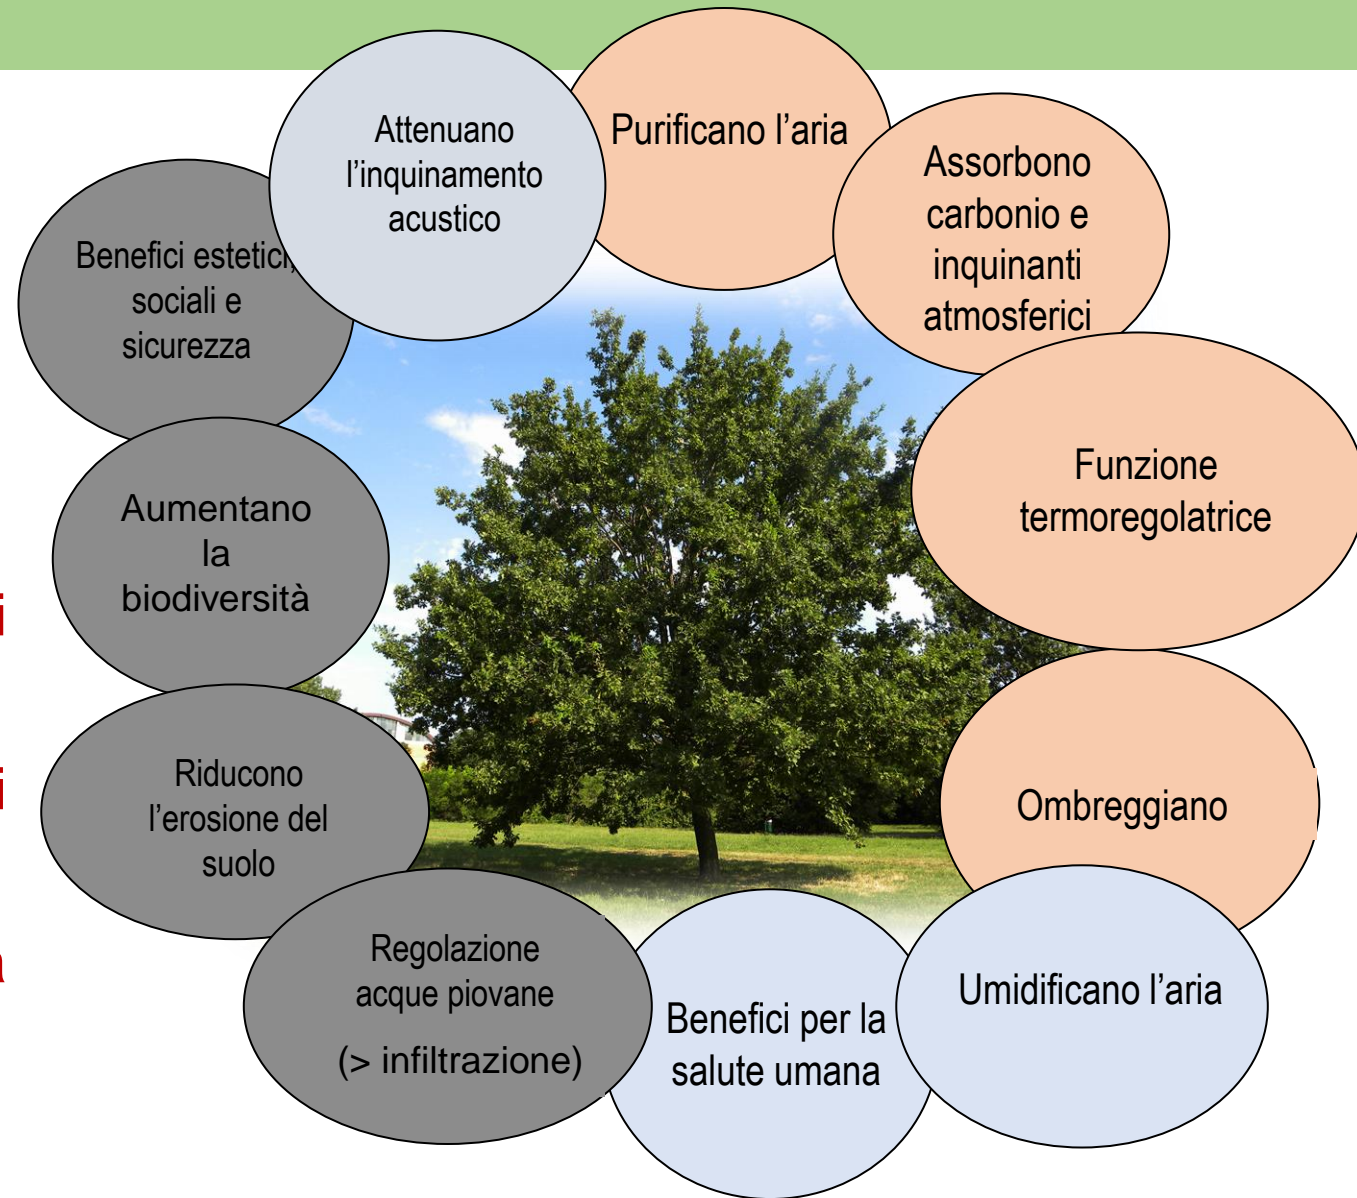 Attenuano
l'inquinamento
acustico
Purificano l'aria
Assorbono
carbonio e
inquinanti
atmosferici
Funzione
termoregolatrice
Ombreggiano
Umidificano l'aria
Benefici per la
salute umana
Regolazione
acque piovane
(> infiltrazione)
Riducono
l'erosione del
suolo
Aumentano
la
biodiversità
Benefici estetici,
sociali e
sicurezza
i
i